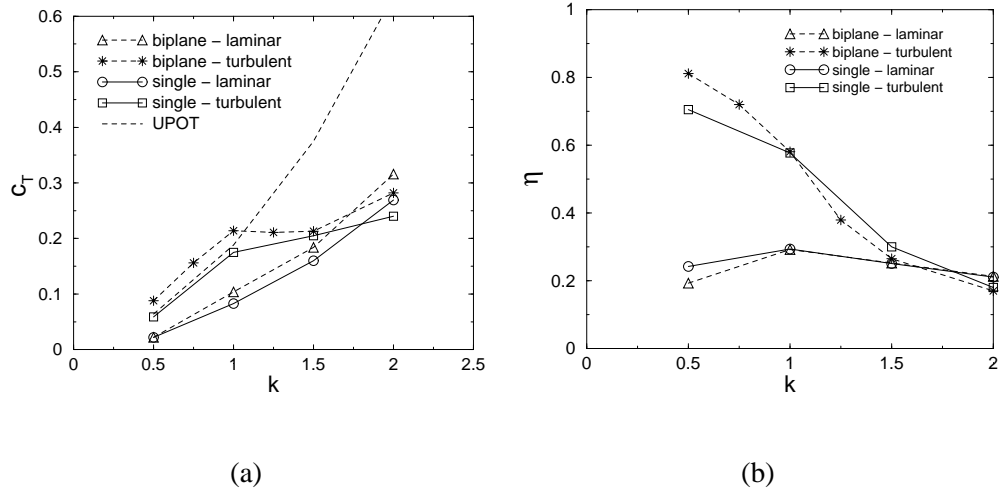 0.6
0.5
0.4
0.3
0.2
0.1
0
c_T
biplane − laminar
biplane − turbulent
single − laminar
single − turbulent
UPOT
0 0.5 1 1.5 2 2.5
k
(a)
1
0.8
0.6
0.4
0.2
0
η
biplane − laminar
biplane − turbulent
single − laminar
single − turbulent
0 0.5 1 1.5 2
k
(b)